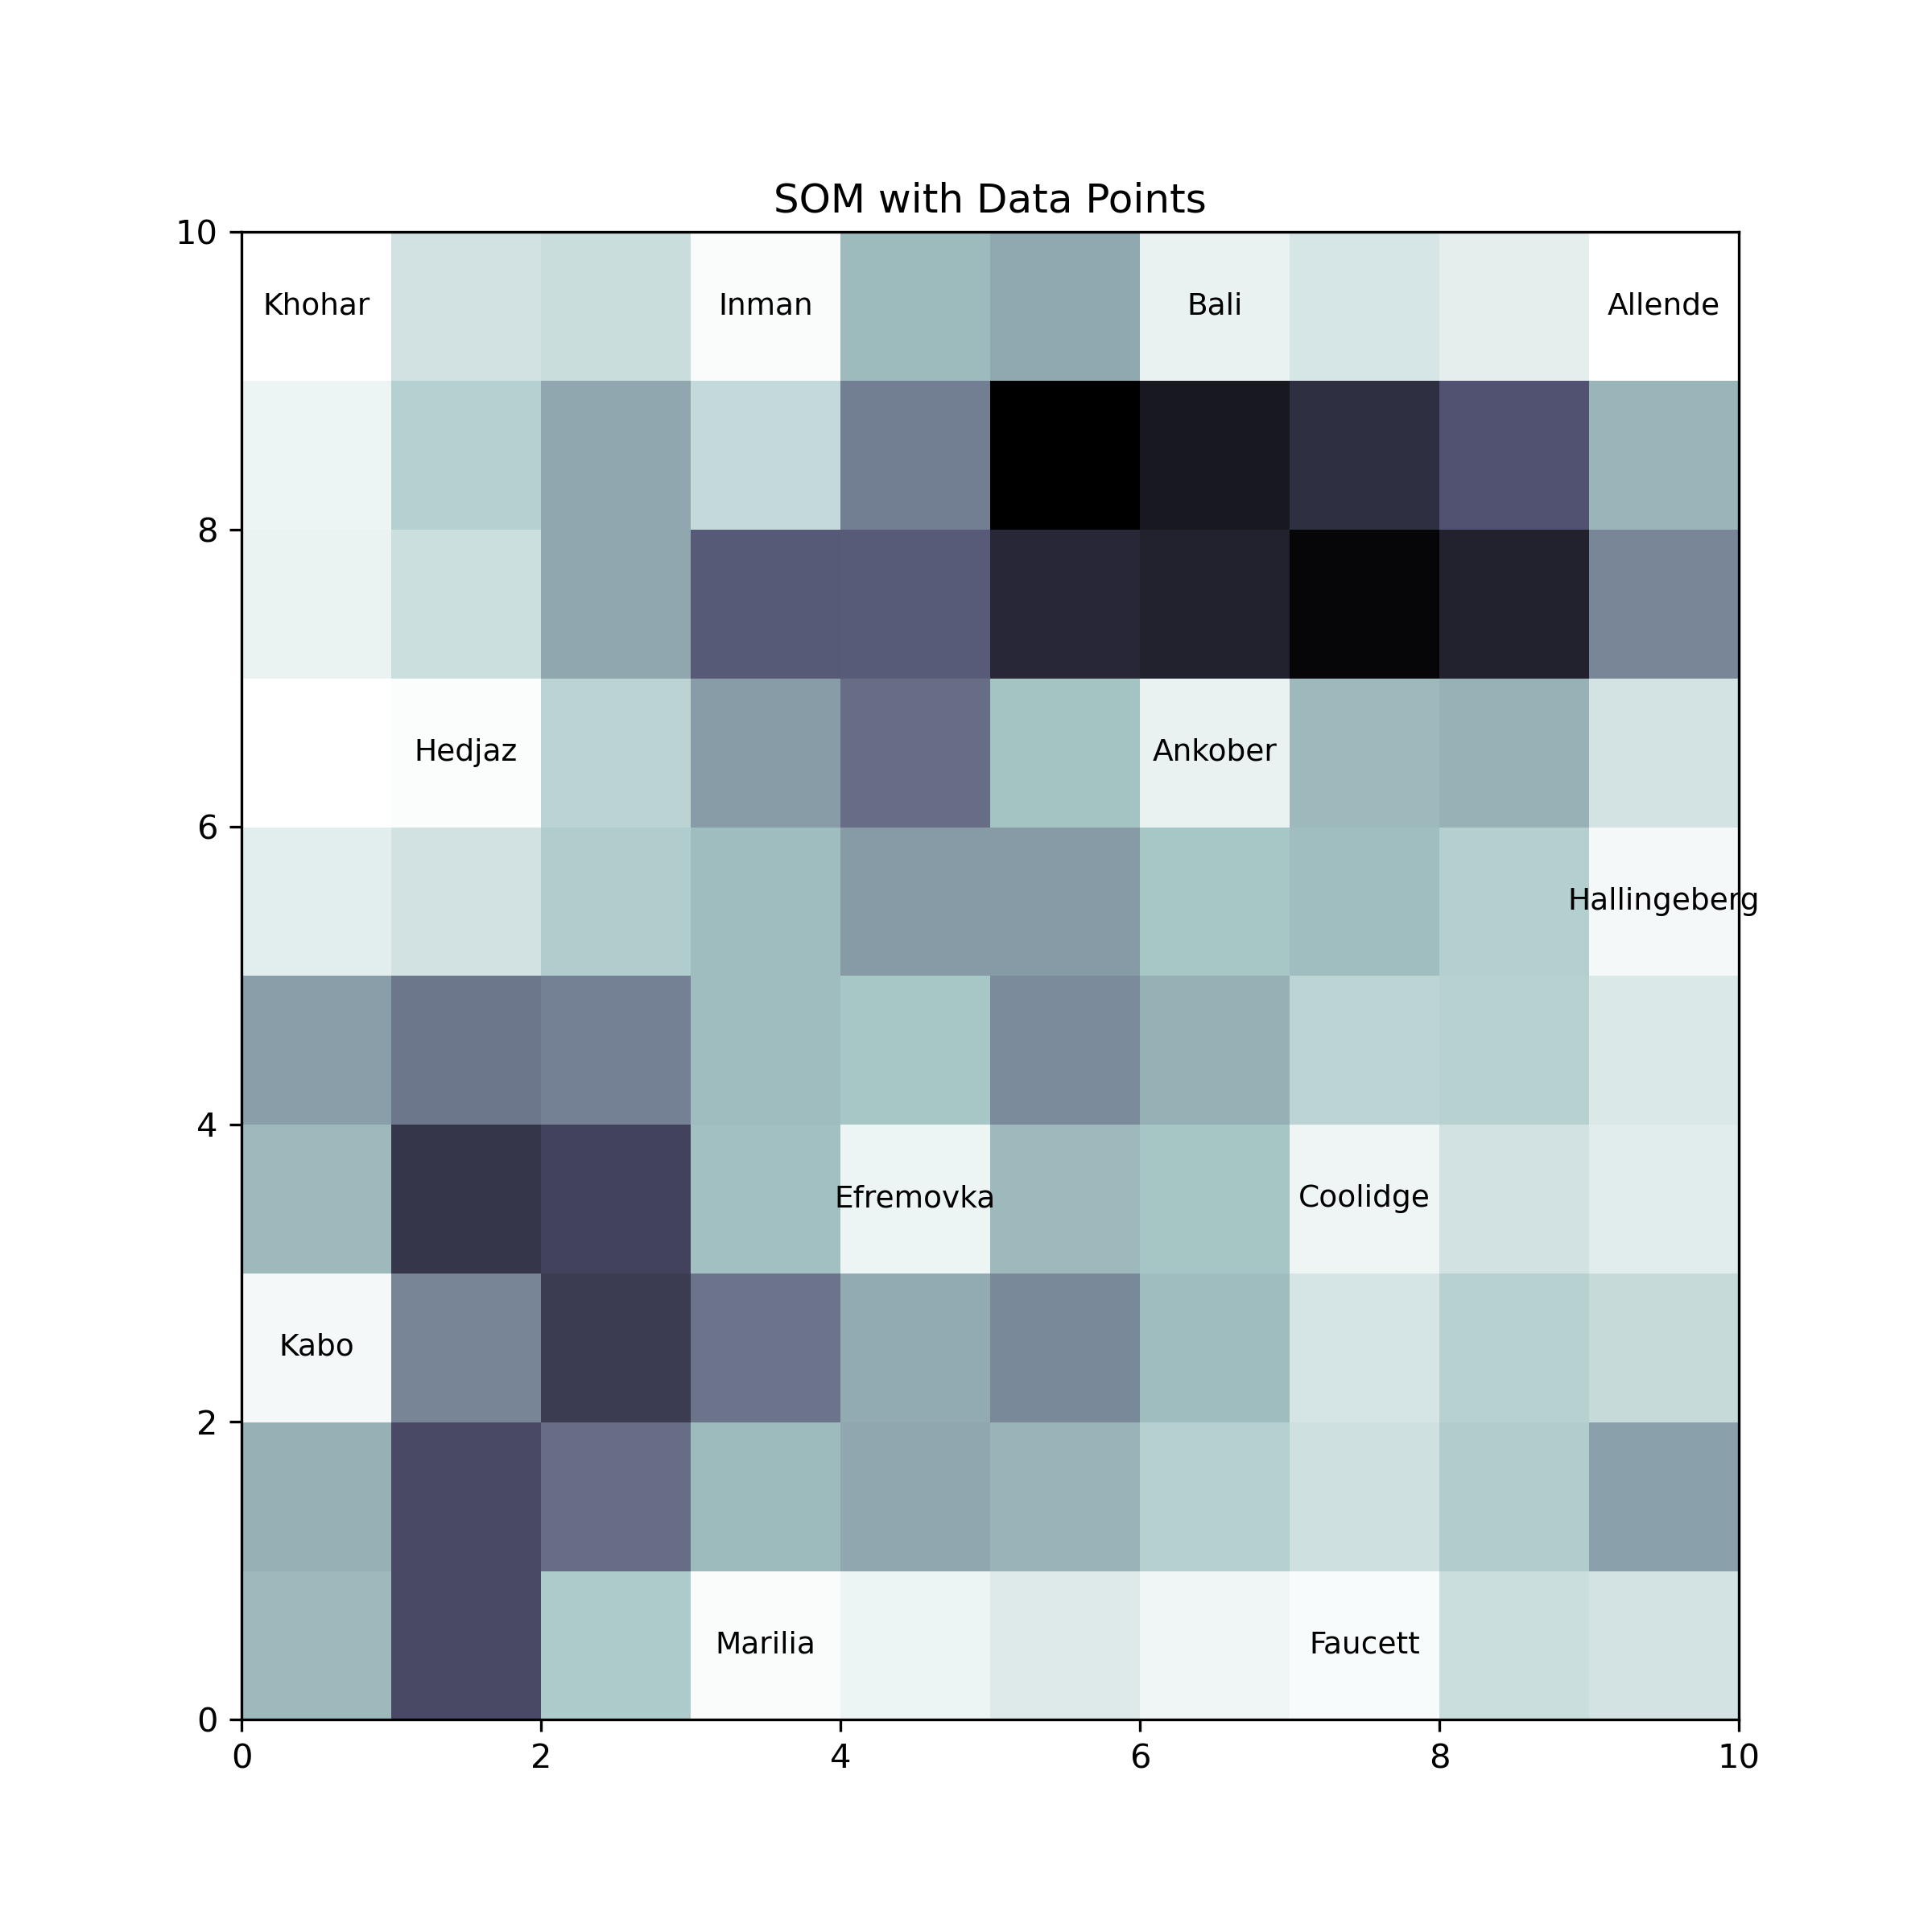 SOM with Data Points
10
Khohar
Inman
Bali
Allende
8
Hedjaz
Ankober
6
Hallingeberg
4
Efremovka
Coolidge
Kabo
2
Marilia
Faucett
0
0 2 4 6 8 10